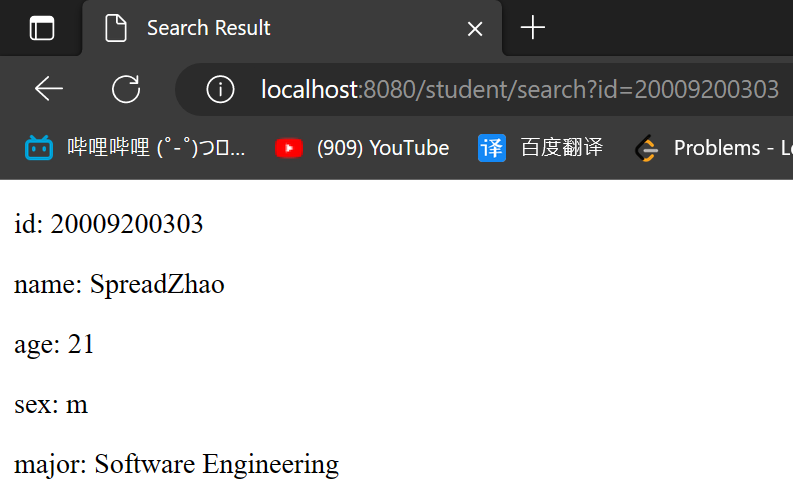 Search Result
localhost:8080/student/search?id=20009200303
哔哩哔哩 (˚-˚)つ... (909) YouTube 译 百度翻译 Problems - L
id: 20009200303
name: SpreadZhao
age: 21
sex: m
major: Software Engineering